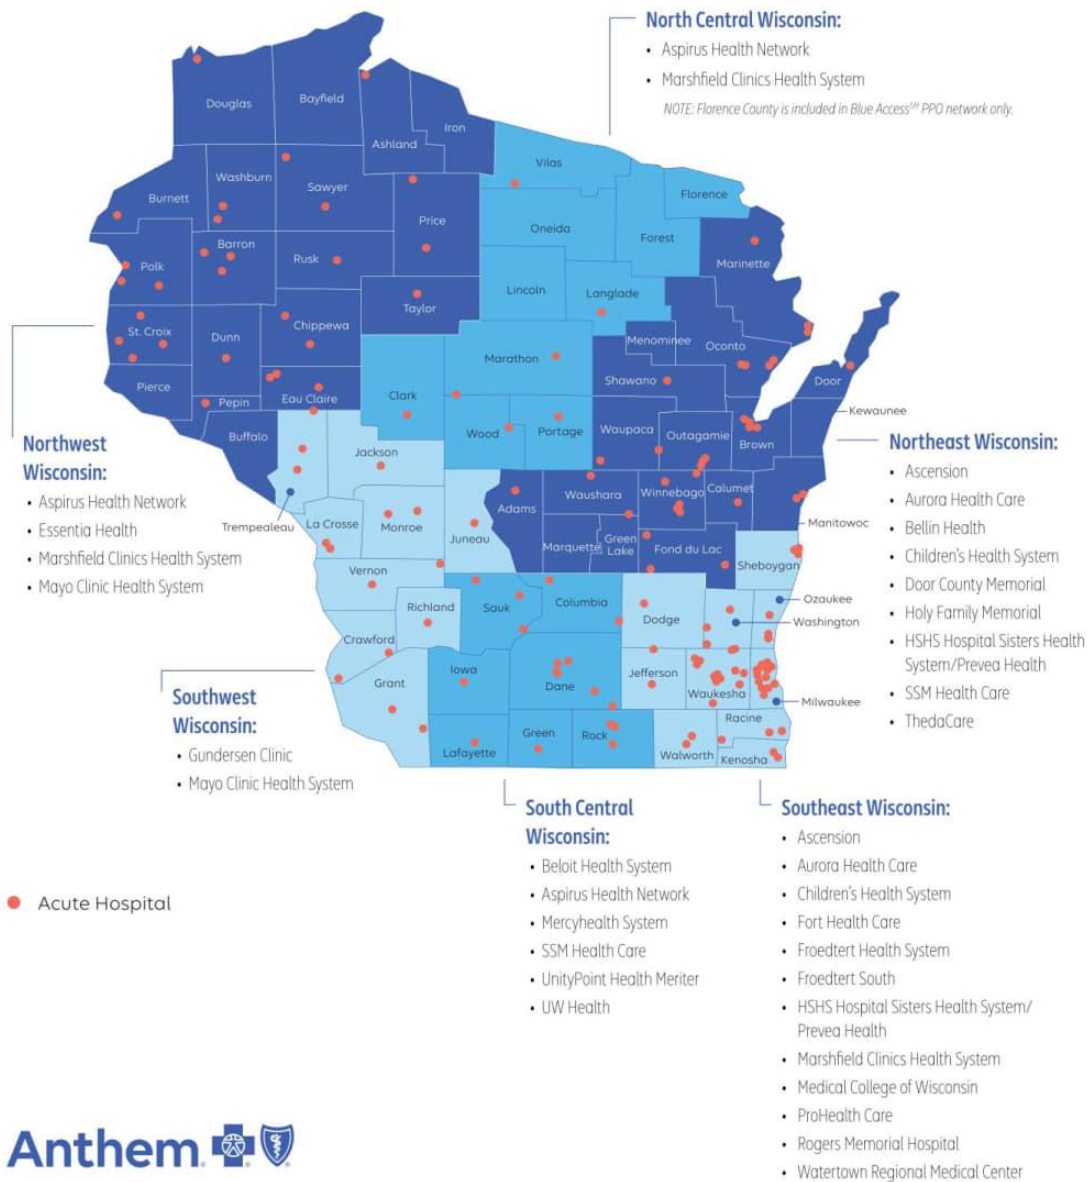 North Central Wisconsin:
• Aspirus Health Network
• Marshfield Clinics Health System
NOTE: Florence County is included in Blue Access℠ PPO network only.
Douglas
Bayfield
Ashland
Iron
Vilas
Florence
Burnett
Washburn
Sawyer
Price
Oneida
Forest
Marinette
Polk
Barron
Rusk
Lincoln
Langlade
Taylor
St. Croix
Dunn
Chippewa
Marathon
Menominee
Oconto
Pierce
Pepin
Eau Claire
Clark
Shawano
Door
Kewaunee
Buffalo
Wood
Portage
Waupaca
Outagamie
Brown
Jackson
Trempealeau
La Crosse
Monroe
Juneau
Adams
Waushara
Winnebago
Calumet
Manitowoc
Marquette
Green
Lake
Fond du Lac
Sheboygan
Vernon
Richland
Sauk
Columbia
Dodge
Ozaukee
Washington
Crawford
Grant
Iowa
Dane
Jefferson
Waukesha
Milwaukee
Lafayette
Green
Rock
Walworth
Racine
Kenosha
Northwest
Wisconsin:
• Aspirus Health Network
• Essentia Health
• Marshfield Clinics Health System
• Mayo Clinic Health System
Northeast Wisconsin:
• Ascension
• Aurora Health Care
• Bellin Health
• Children's Health System
• Door County Memorial
• Holy Family Memorial
• HSHS Hospital Sisters Health
System/Prevea Health
• SSM Health Care
• ThedaCare
Southwest
Wisconsin:
• Gundersen Clinic
• Mayo Clinic Health System
South Central
Wisconsin:
• Beloit Health System
• Aspirus Health Network
• Mercyhealth System
• SSM Health Care
• UnityPoint Health Meriter
• UW Health
Southeast Wisconsin:
• Ascension
• Aurora Health Care
• Children's Health System
• Fort Health Care
• Froedtert Health System
• Froedtert South
• HSHS Hospital Sisters Health System/
Prevea Health
• Marshfield Clinics Health System
• Medical College of Wisconsin
• ProHealth Care
• Rogers Memorial Hospital
• Watertown Regional Medical Center
Acute Hospital
Anthem